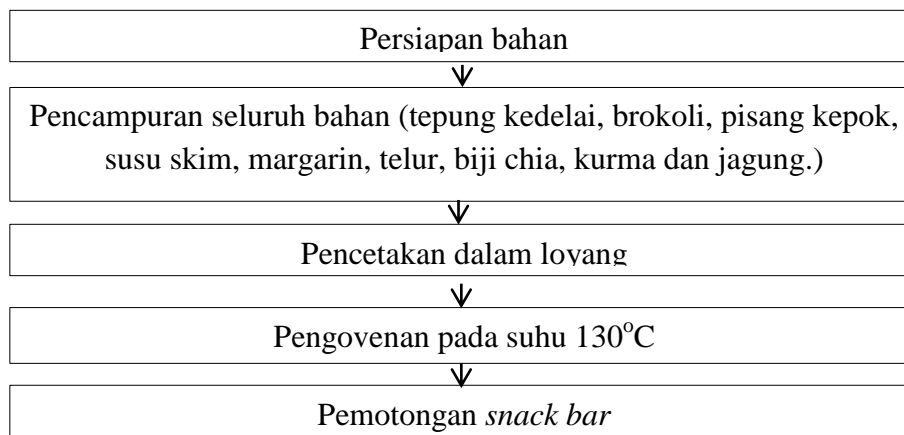 Persiapan bahan
Pencampuran seluruh bahan (tepung kedelai, brokoli, pisang kepok,
susu skim, margarin, telur, biji chia, kurma dan jagung.)
Pencetakan dalam loyang
Pengovenan pada suhu 130°C
Pemotongan snack bar